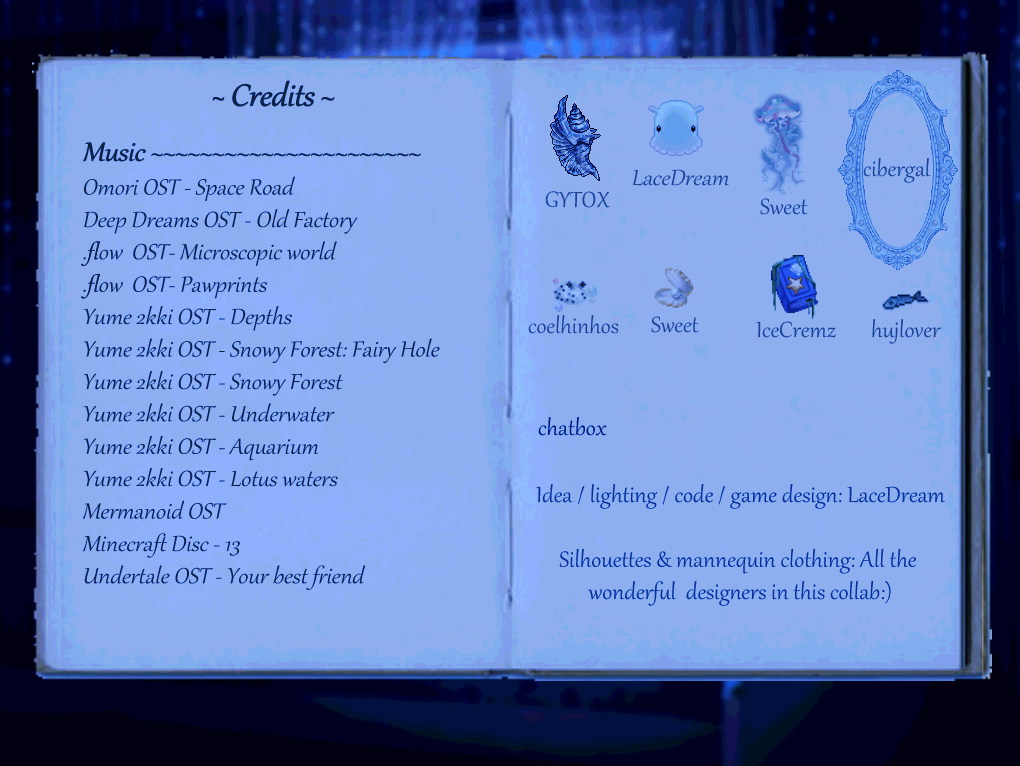 ~ Credits ~
Music ~~~~~~~~~~~~~~~~~~~~~~
Omori OST - Space Road
Deep Dreams OST - Old Factory
.flow  OST- Microscopic world
.flow  OST- Pawprints
Yume 2kki OST - Depths
Yume 2kki OST - Snowy Forest: Fairy Hole
Yume 2kki OST - Snowy Forest
Yume 2kki OST - Underwater
Yume 2kki OST - Aquarium
Yume 2kki OST - Lotus waters
Mermanoid OST
Minecraft Disc - 13
Undertale OST - Your best friend
GYTOX
LaceDream
Sweet
cibergal
coelhinhos
Sweet
IceCremz
hujlover
chatbox
Idea / lighting / code / game design: LaceDream
Silhouettes & mannequin clothing: All the
wonderful  designers in this collab:)